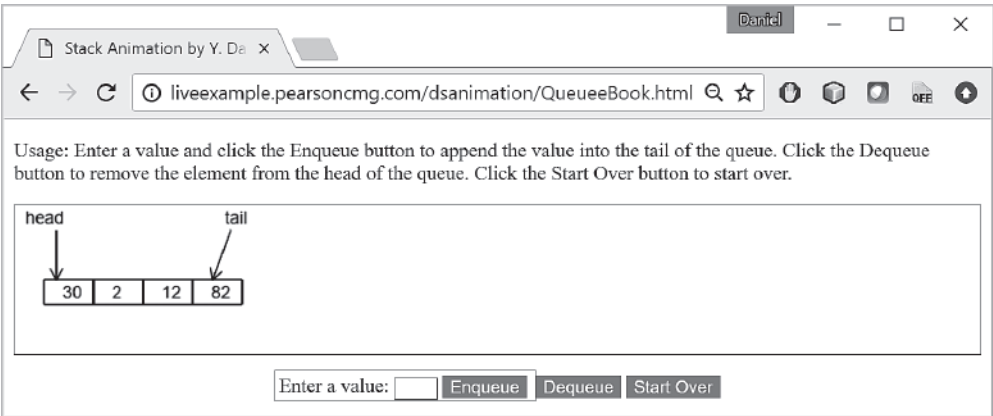 Daniel
Stack Animation by Y. Da
liveexample.pearsoncmg.com/dsanimation/QueueeBook.html
OFF
Usage: Enter a value and click the Enqueue button to append the value into the tail of the queue. Click the Dequeue
button to remove the element from the head of the queue. Click the Start Over button to start over.
head tail
30 2 12 82
Enter a value: Enqueue Dequeue Start Over